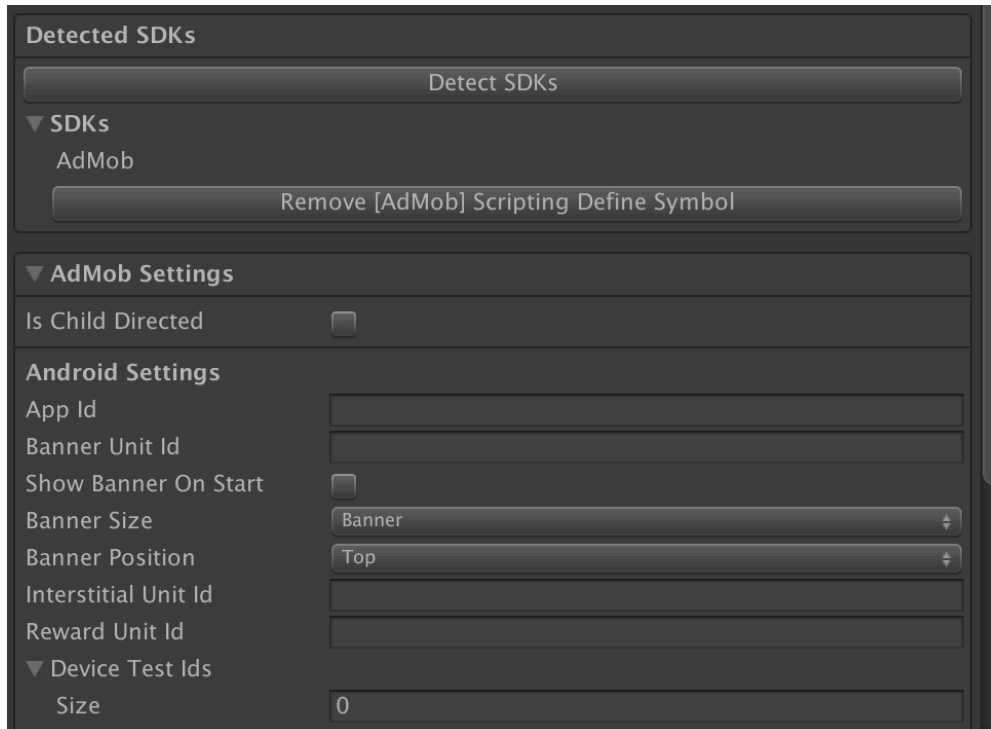 Detected SDKs
Detect SDKs
SDKs
AdMob
Remove [AdMob] Scripting Define Symbol
AdMob Settings
Is Child Directed
Android Settings
App Id
Banner Unit Id
Show Banner On Start
Banner Size Banner
Banner Position Top
Interstitial Unit Id
Reward Unit Id
Device Test Ids
Size 0